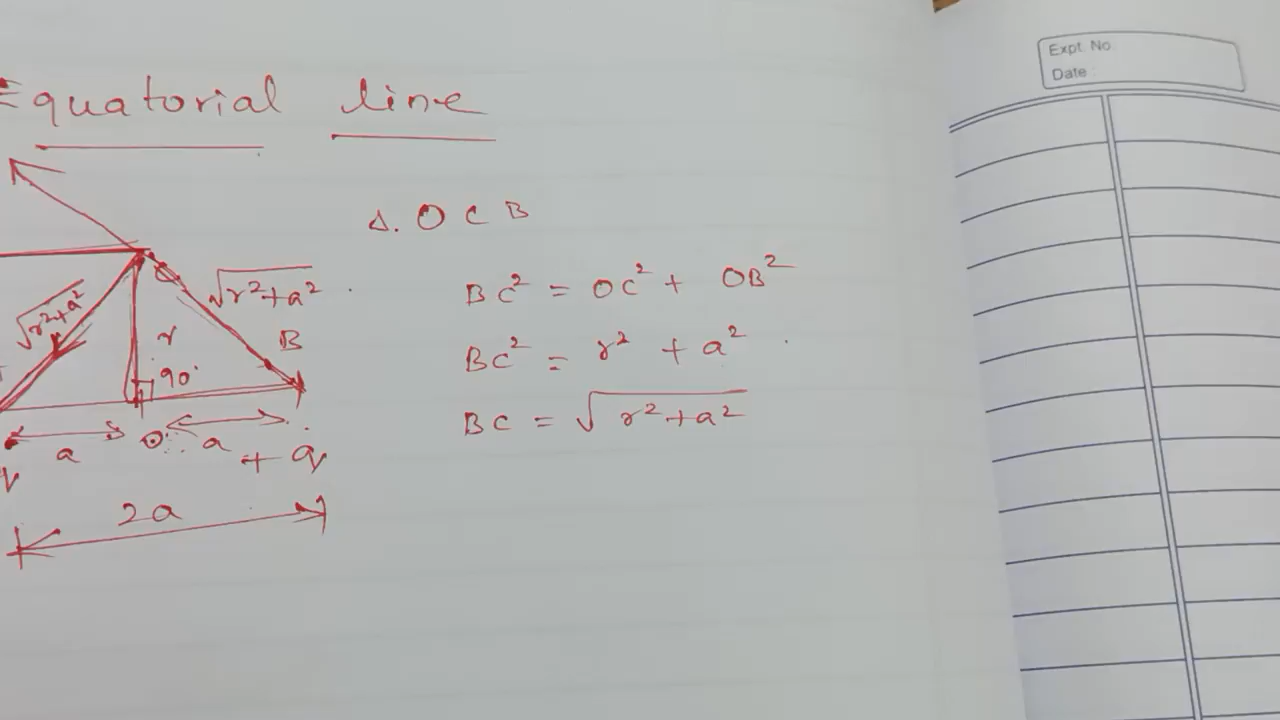 Equatorial line
Δ. O C B
BC² = OC² + OB²
BC² = r² + a²
BC = √r²+a²
√r²+a²
√r²+a²
C
r
B
90°
a
O
a
+ q
q
2a
Expt. No.
Date :